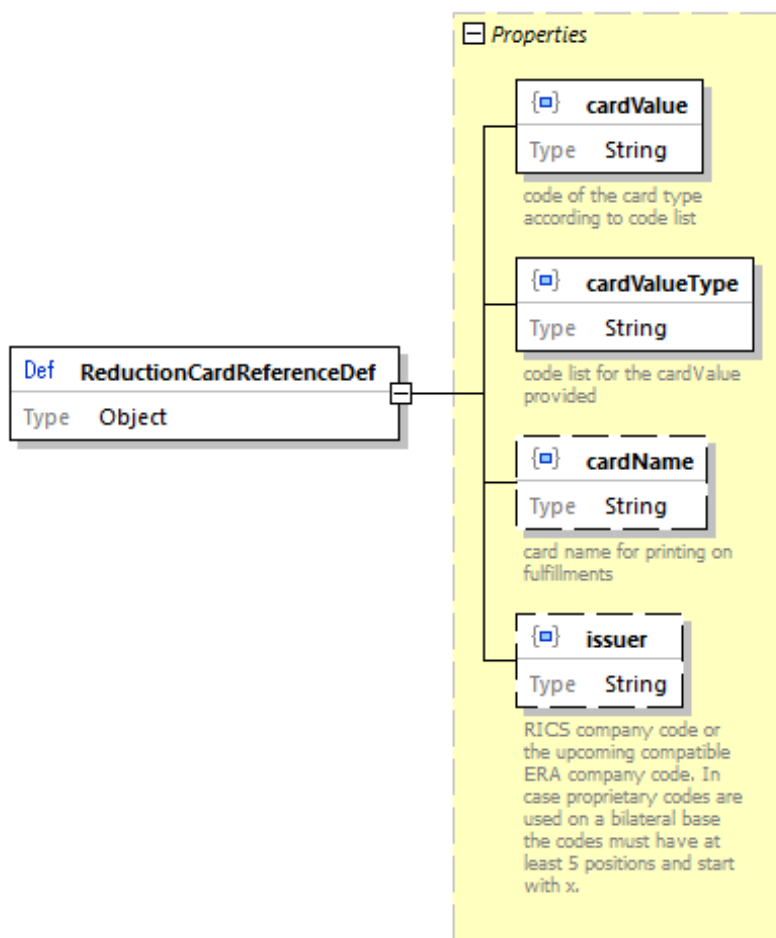 Properties
cardValue
Type String
code of the card type
according to code list
cardValueType
Type String
code list for the cardValue
provided
Def ReductionCardReferenceDef
Type Object
cardName
Type String
card name for printing on
fulfillments
issuer
Type String
RICS company code or
the upcoming compatible
ERA company code. In
case proprietary codes are
used on a bilateral base
the codes must have at
least 5 positions and start
with x.